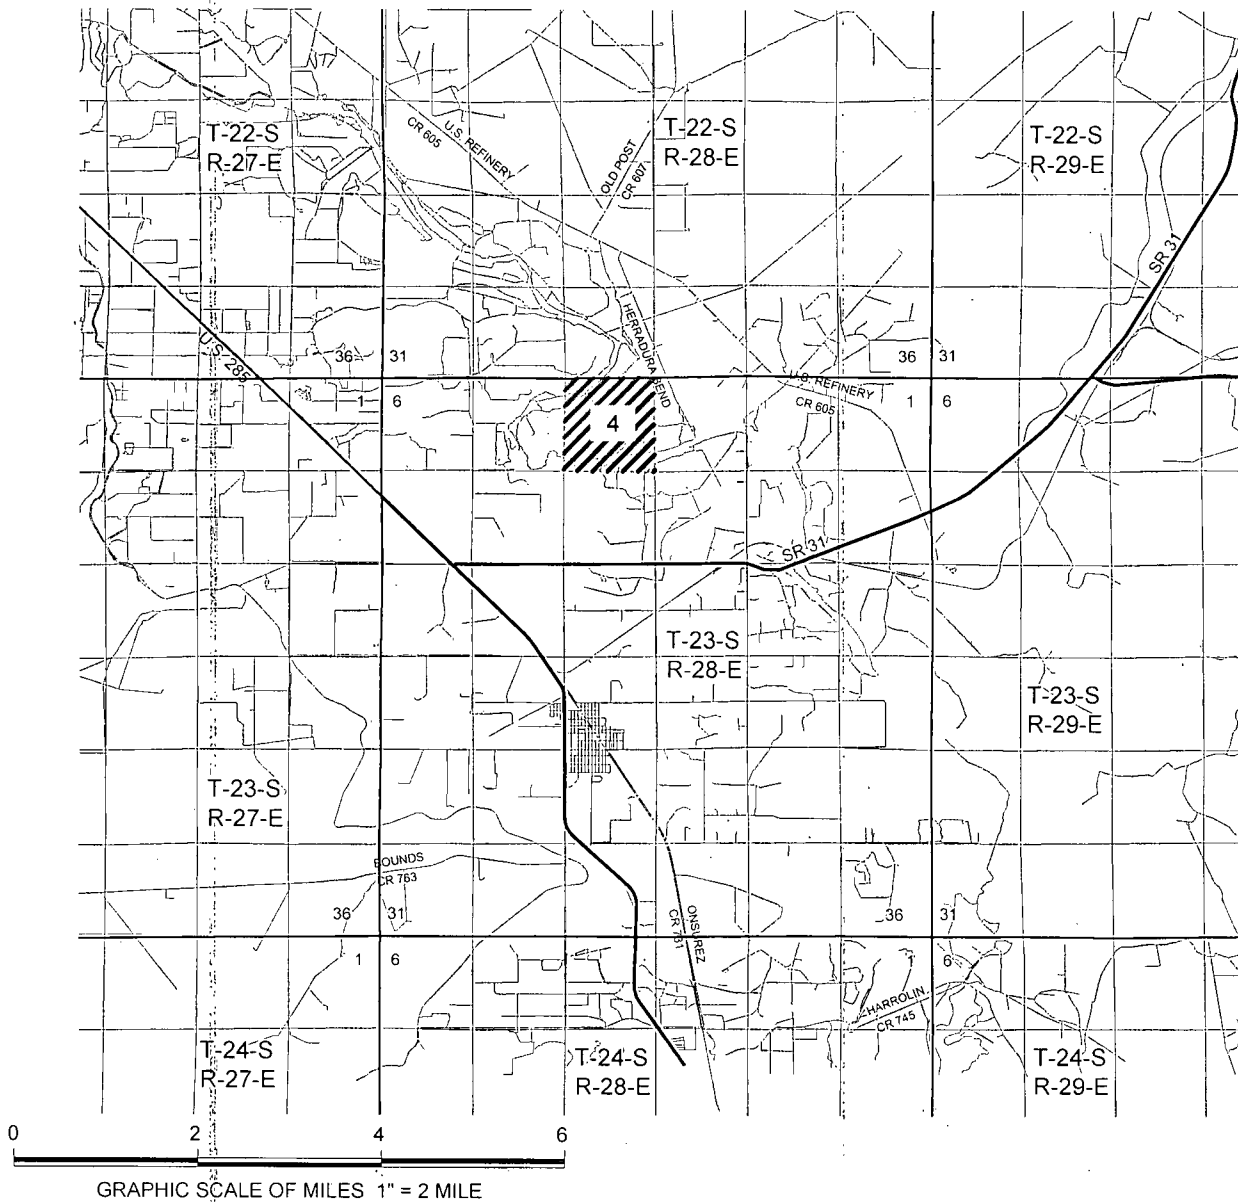 T-22-S
R-27-E
CR 605
U.S. REFINERY
OLD POST
CR 607
T-22-S
R-28-E
T-22-S
R-29-E
SR 31
U.S. 285
HERRADURA BEND
36 31
1 6
4
U.S. REFINERY
CR 605
36 31
1 6
SR 31
T-23-S
R-28-E
T-23-S
R-29-E
T-23-S
R-27-E
BOUNDS
CR 763
36 31
1 6
ONSUREZ
CR 731
36 31
1 6
HARROLIN
CR 745
T-24-S
R-27-E
T-24-S
R-28-E
T-24-S
R-29-E
0 2 4 6
GRAPHIC SCALE OF MILES 1" = 2 MILE